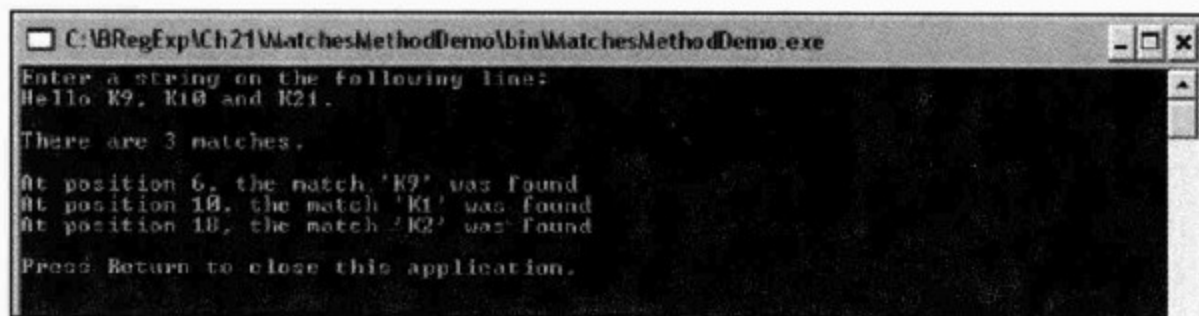 C:\BRegExp\Ch21\MatchesMethodDemo\bin\MatchesMethodDemo.exe
Enter a string on the following line:
Hello K9, K10 and K21.
There are 3 matches.
At position 6, the match 'K9' was found
At position 10, the match 'K1' was found
At position 18, the match 'K2' was found
Press Return to close this application.